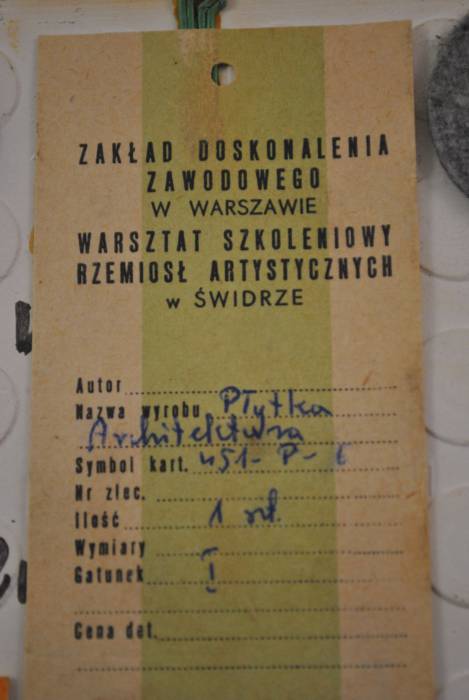 ZAKŁAD DOSKONALENIA
ZAWODOWEGO
W WARSZAWIE
WARSZTAT SZKOLENIOWY
RZEMIOSŁ ARTYSTYCZNYCH
w ŚWIDRZE
Autor
Nazwa wyrobu Płytka
Architektura
Symbol kart. 451-P-
Nr zlec.
Ilość 1 szt.
Wymiary
Gatunek I
Cena det.